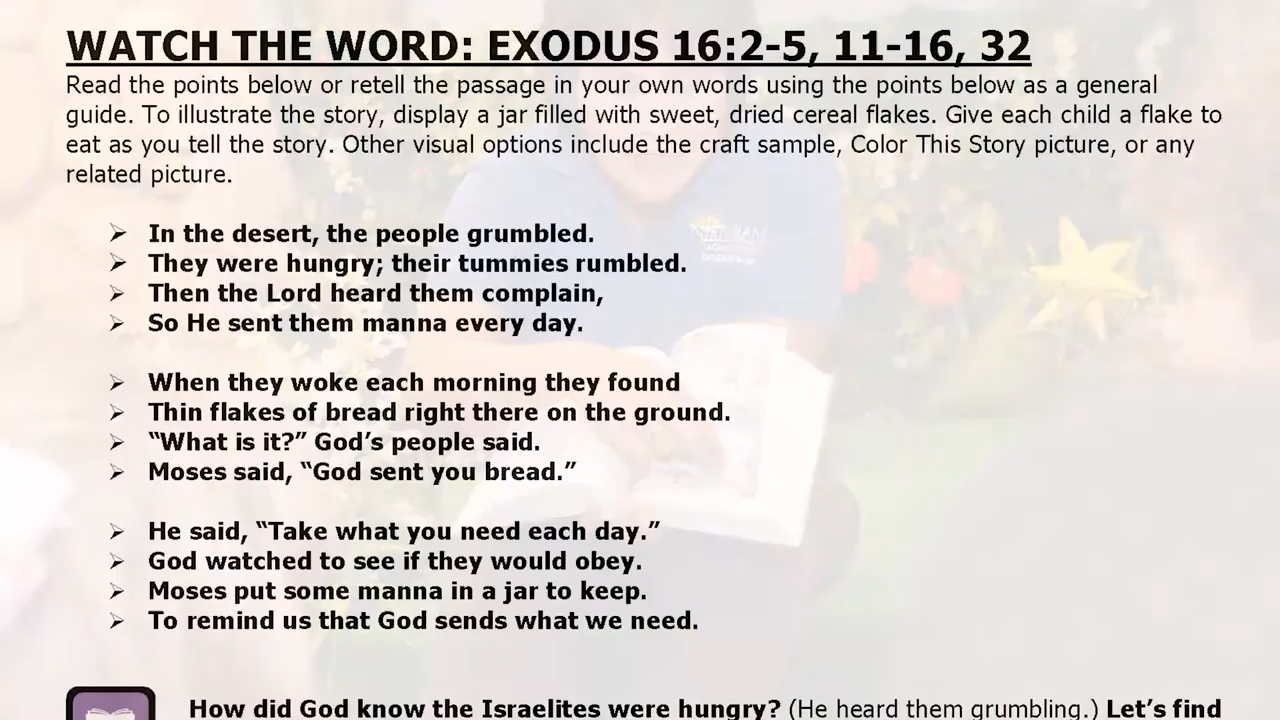 WATCH THE WORD: EXODUS 16:2-5, 11-16, 32
Read the points below or retell the passage in your own words using the points below as a general
guide. To illustrate the story, display a jar filled with sweet, dried cereal flakes. Give each child a flake to
eat as you tell the story. Other visual options include the craft sample, Color This Story picture, or any
related picture.
➢ In the desert, the people grumbled.
➢ They were hungry; their tummies rumbled.
➢ Then the Lord heard them complain,
➢ So He sent them manna every day.
➢ When they woke each morning they found
➢ Thin flakes of bread right there on the ground.
➢ “What is it?” God’s people said.
➢ Moses said, “God sent you bread.”
➢ He said, “Take what you need each day.”
➢ God watched to see if they would obey.
➢ Moses put some manna in a jar to keep.
➢ To remind us that God sends what we need.
How did God know the Israelites were hungry? (He heard them grumbling.) Let’s find